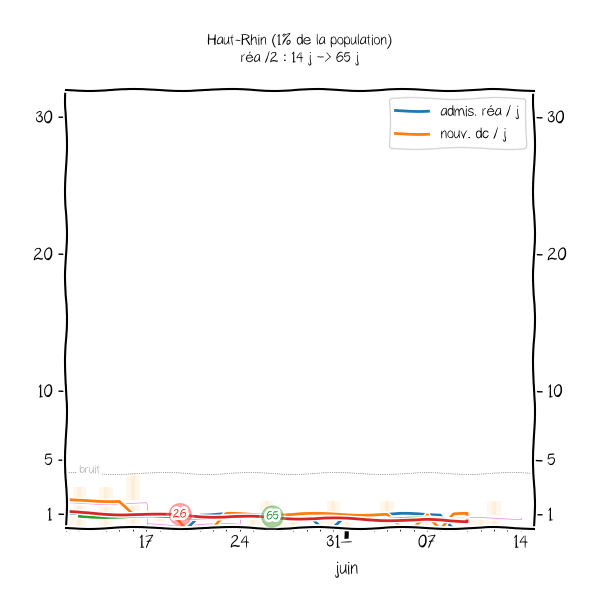 Haut-Rhin (1% de la population)
réa /2 : 14 j -> 65 j
admis. réa / j
nouv. dc / j
30
30
20
20
10
10
5
5
bruit
1
1
26
65
17
24
31
07
14
juin